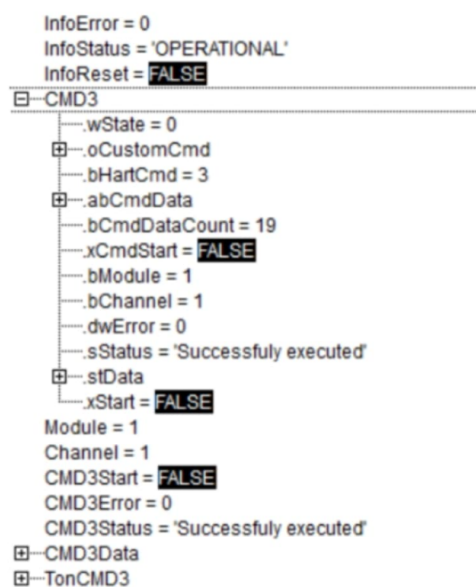 InfoError = 0
InfoStatus = 'OPERATIONAL'
InfoReset = FALSE
CMD3
.wState = 0
.oCustomCmd
.bHartCmd = 3
.abCmdData
.bCmdDataCount = 19
.xCmdStart = FALSE
.bModule = 1
.bChannel = 1
.dwError = 0
.sStatus = 'Successfuly executed'
.stData
.xStart = FALSE
Module = 1
Channel = 1
CMD3Start = FALSE
CMD3Error = 0
CMD3Status = 'Successfuly executed'
CMD3Data
TonCMD3